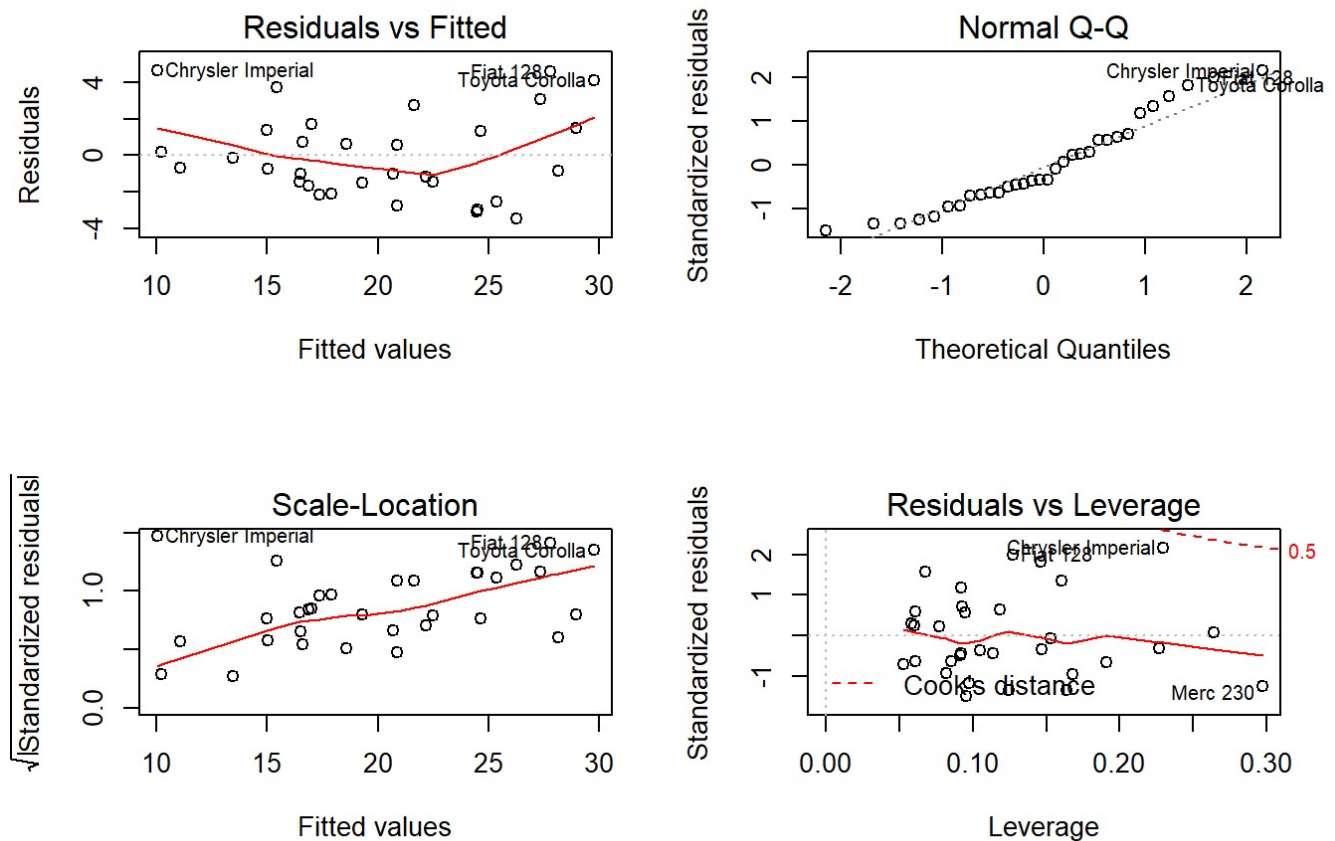 Residuals vs Fitted
Residuals
4
0
-4
Chrysler Imperial
Fiat 128
Toyota Corolla
10 15 20 25 30
Fitted values
Normal Q-Q
Standardized residuals
2
1
0
-1
Chrysler Imperial
Fiat 128
Toyota Corolla
-2 -1 0 1 2
Theoretical Quantiles
Scale-Location
√|Standardized residuals|
1.0
0.0
Chrysler Imperial
Fiat 128
Toyota Corolla
10 15 20 25 30
Fitted values
Residuals vs Leverage
Standardized residuals
2
1
-1
Chrysler Imperial
Fiat 128
0.5
Cook's distance
Merc 230
0.00 0.10 0.20 0.30
Leverage